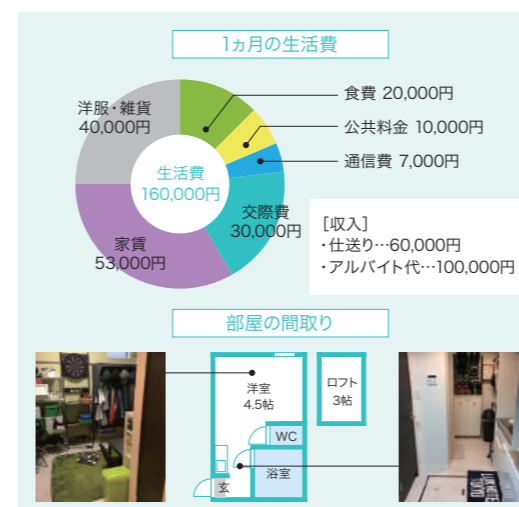 1ヵ月の生活費
洋服・雑貨
40,000円
食費 20,000円
公共料金 10,000円
通信費 7,000円
生活費
160,000円
交際費
30,000円
家賃
53,000円
［収入］
・仕送り…60,000円
・アルバイト代…100,000円
部屋の間取り
洋室
4.5帖
ロフト
3帖
WC
浴室
玄